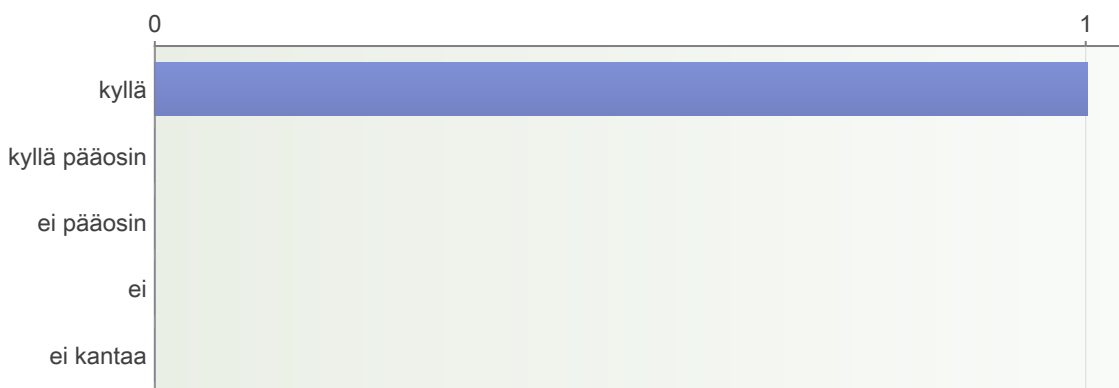 0 1
kyllä
kyllä pääosin
ei pääosin
ei
ei kantaa